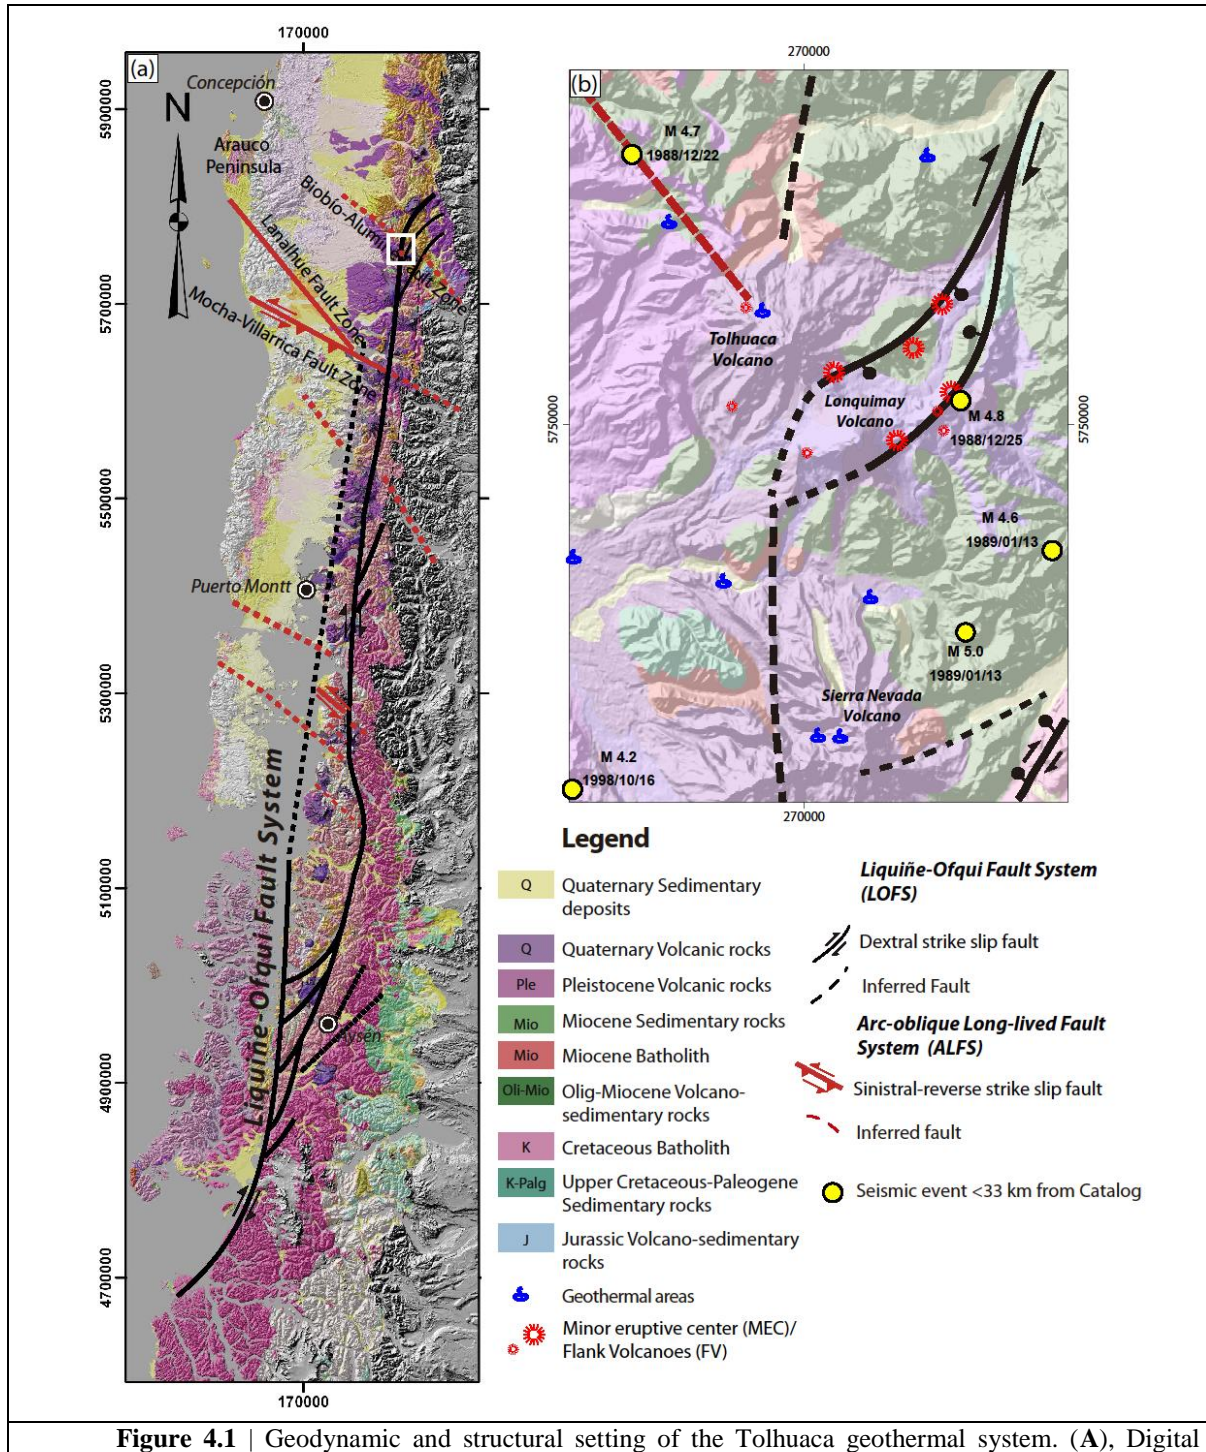 170000
(a)
Concepción
N
Arauco
Peninsula
Biobío-Alumi
Fault Zone
Lanalhue Fault Zone
Mocha-Villarrica Fault Zone
Puerto Montt
Liquiñe-Ofqui Fault System
Aysén
5900000
5700000
5500000
5300000
5100000
4900000
4700000
170000
270000
(b)
M 4.7
1988/12/22
Tolhuaca
Volcano
Lonquimay
Volcano
M 4.8
1988/12/25
5750000
5750000
M 4.6
1989/01/13
M 5.0
1989/01/13
Sierra Nevada
Volcano
M 4.2
1998/10/16
270000
Legend
Q Quaternary Sedimentary
deposits
Q Quaternary Volcanic rocks
Ple Pleistocene Volcanic rocks
Mio Miocene Sedimentary rocks
Mio Miocene Batholith
Oli-Mio Olig-Miocene Volcano-
sedimentary rocks
K Cretaceous Batholith
K-Palg Upper Cretaceous-Paleogene
Sedimentary rocks
J Jurassic Volcano-sedimentary
rocks
Geothermal areas
Minor eruptive center (MEC)/
Flank Volcanoes (FV)
Liquiñe-Ofqui Fault System
(LOFS)
Dextral strike slip fault
Inferred Fault
Arc-oblique Long-lived Fault
System (ALFS)
Sinistral-reverse strike slip fault
Inferred fault
Seismic event <33 km from Catalog
Figure 4.1 | Geodynamic and structural setting of the Tolhuaca geothermal system. (A), Digital